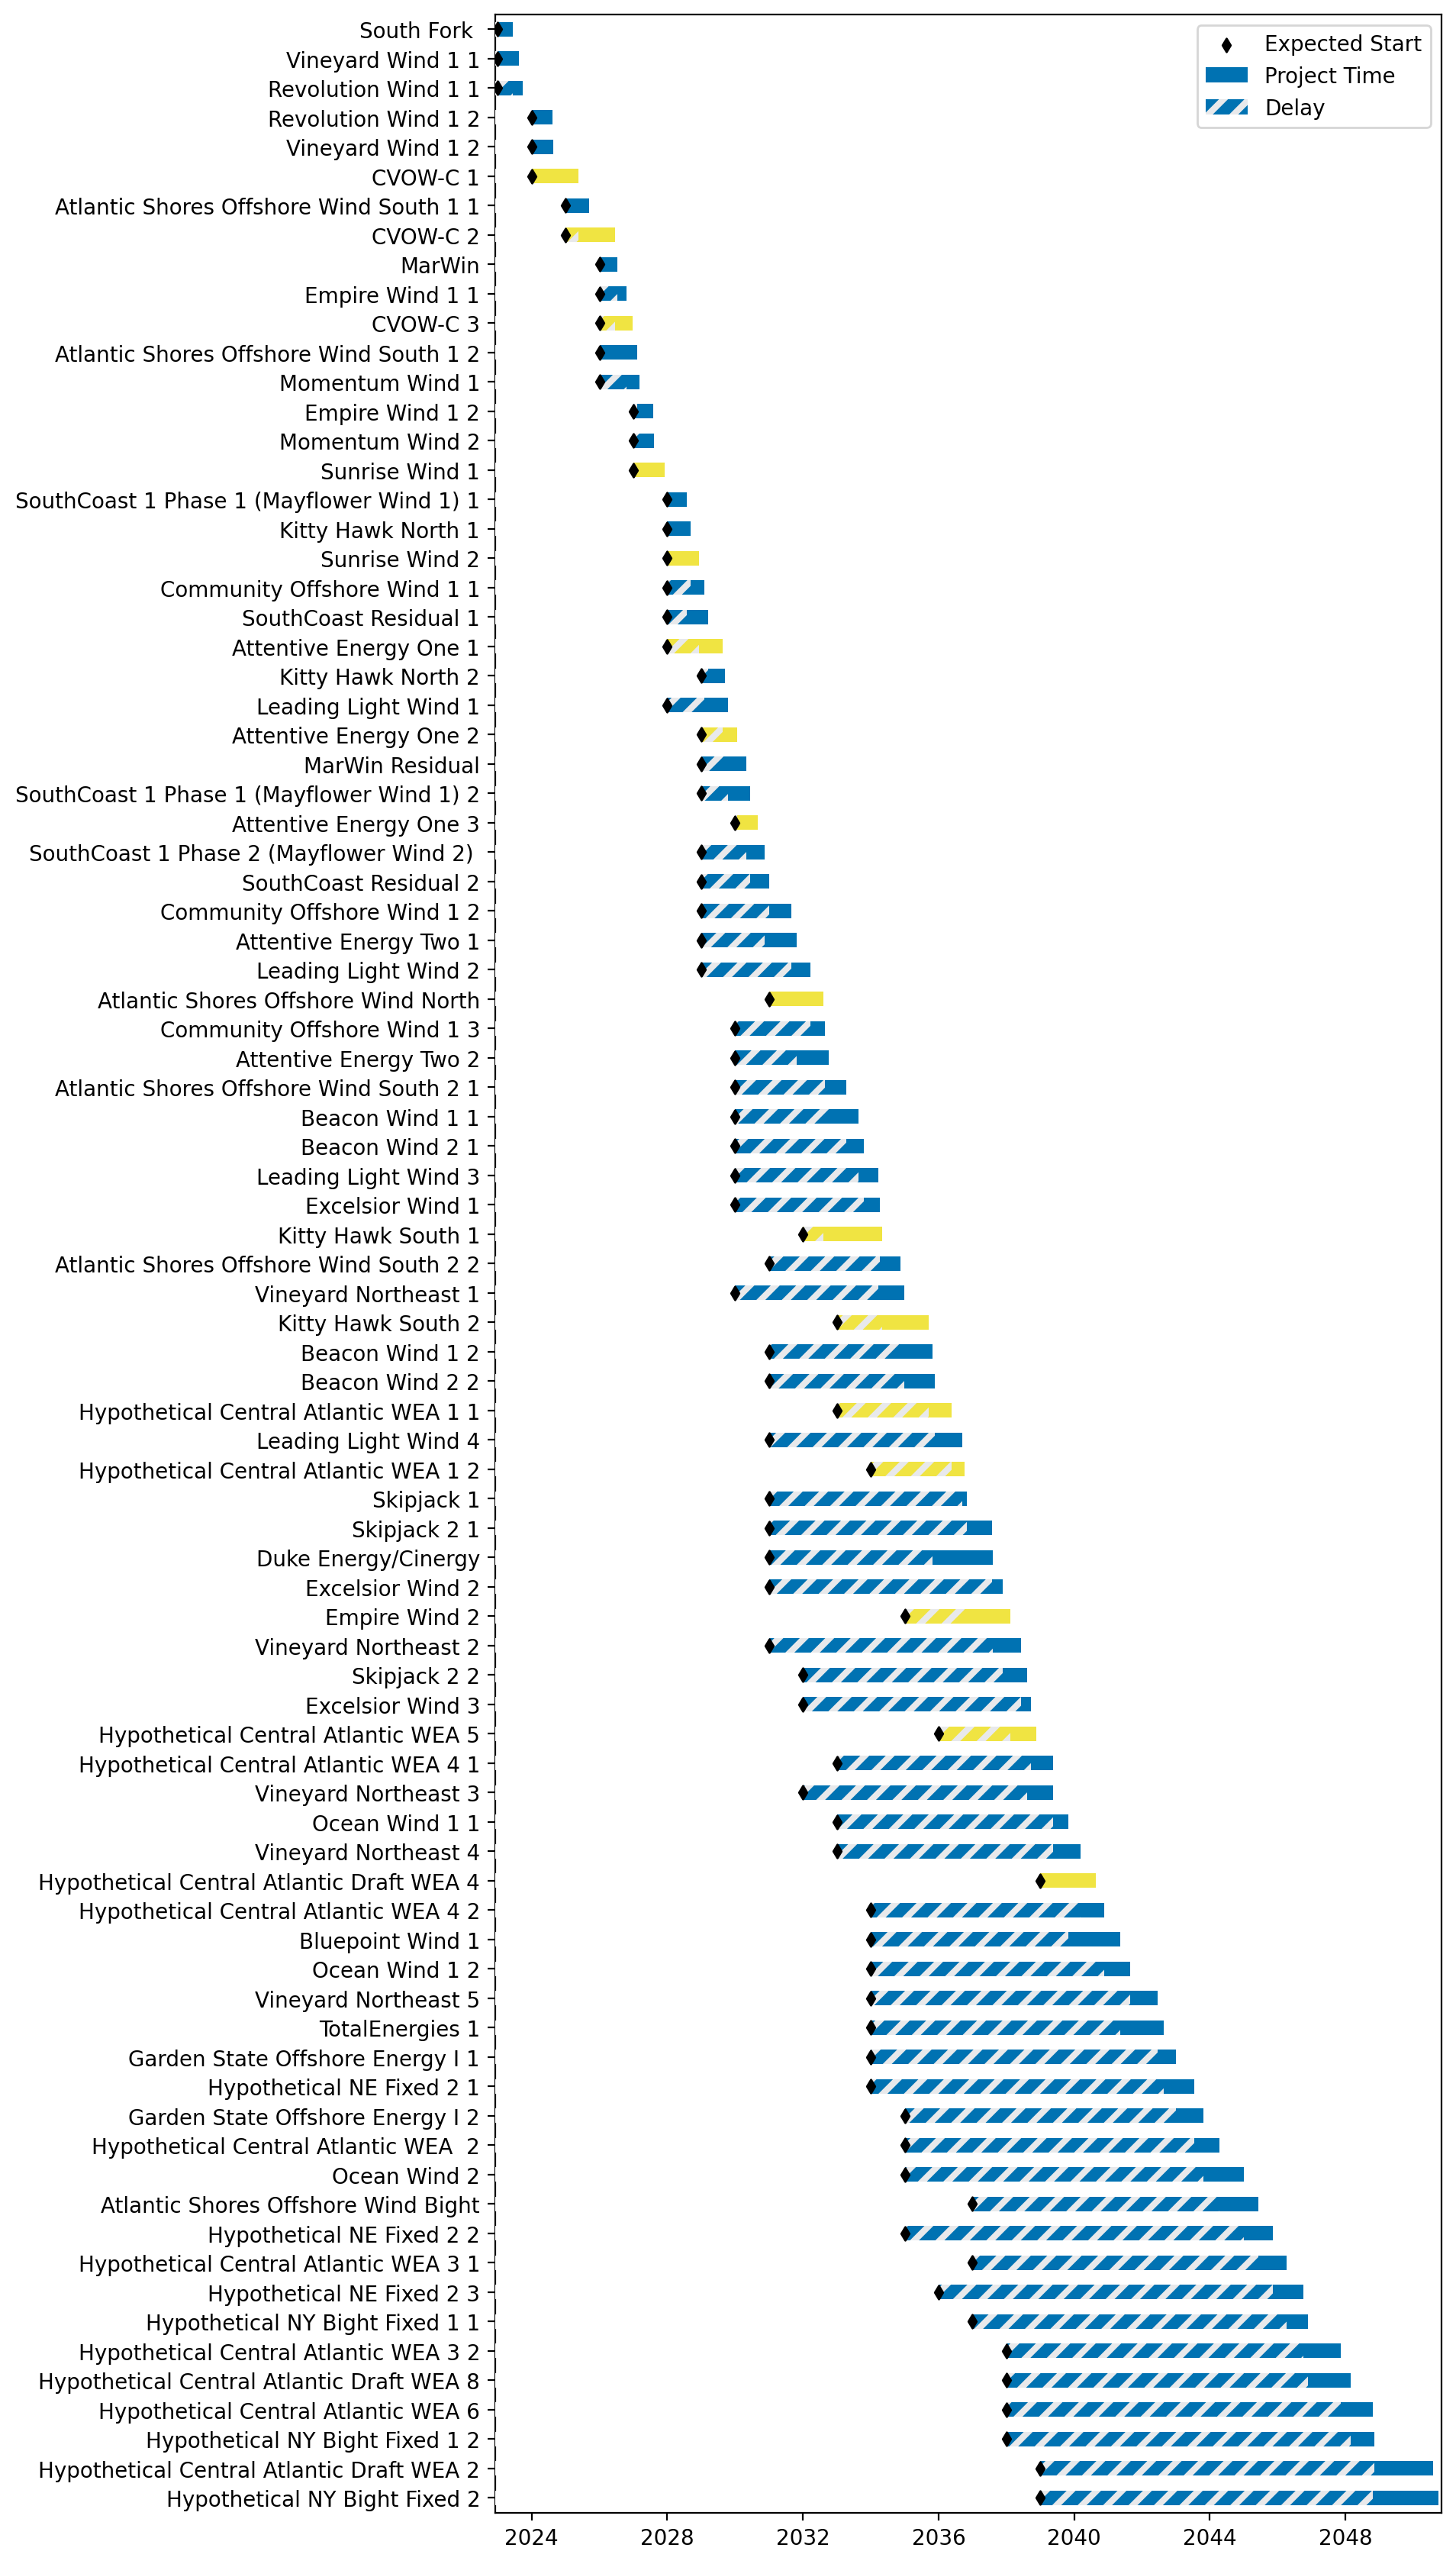 South Fork
Vineyard Wind 1 1
Revolution Wind 1 1
Revolution Wind 1 2
Vineyard Wind 1 2
CVOW-C 1
Atlantic Shores Offshore Wind South 1 1
CVOW-C 2
MarWin
Empire Wind 1 1
CVOW-C 3
Atlantic Shores Offshore Wind South 1 2
Momentum Wind 1
Empire Wind 1 2
Momentum Wind 2
Sunrise Wind 1
SouthCoast 1 Phase 1 (Mayflower Wind 1) 1
Kitty Hawk North 1
Sunrise Wind 2
Community Offshore Wind 1 1
SouthCoast Residual 1
Attentive Energy One 1
Kitty Hawk North 2
Leading Light Wind 1
Attentive Energy One 2
MarWin Residual
SouthCoast 1 Phase 1 (Mayflower Wind 1) 2
Attentive Energy One 3
SouthCoast 1 Phase 2 (Mayflower Wind 2)
SouthCoast Residual 2
Community Offshore Wind 1 2
Attentive Energy Two 1
Leading Light Wind 2
Atlantic Shores Offshore Wind North
Community Offshore Wind 1 3
Attentive Energy Two 2
Atlantic Shores Offshore Wind South 2 1
Beacon Wind 1 1
Beacon Wind 2 1
Leading Light Wind 3
Excelsior Wind 1
Kitty Hawk South 1
Atlantic Shores Offshore Wind South 2 2
Vineyard Northeast 1
Kitty Hawk South 2
Beacon Wind 1 2
Beacon Wind 2 2
Hypothetical Central Atlantic WEA 1 1
Leading Light Wind 4
Hypothetical Central Atlantic WEA 1 2
Skipjack 1
Skipjack 2 1
Duke Energy/Cinergy
Excelsior Wind 2
Empire Wind 2
Vineyard Northeast 2
Skipjack 2 2
Excelsior Wind 3
Hypothetical Central Atlantic WEA 5
Hypothetical Central Atlantic WEA 4 1
Vineyard Northeast 3
Ocean Wind 1 1
Vineyard Northeast 4
Hypothetical Central Atlantic Draft WEA 4
Hypothetical Central Atlantic WEA 4 2
Bluepoint Wind 1
Ocean Wind 1 2
Vineyard Northeast 5
TotalEnergies 1
Garden State Offshore Energy I 1
Hypothetical NE Fixed 2 1
Garden State Offshore Energy I 2
Hypothetical Central Atlantic WEA  2
Ocean Wind 2
Atlantic Shores Offshore Wind Bight
Hypothetical NE Fixed 2 2
Hypothetical Central Atlantic WEA 3 1
Hypothetical NE Fixed 2 3
Hypothetical NY Bight Fixed 1 1
Hypothetical Central Atlantic WEA 3 2
Hypothetical Central Atlantic Draft WEA 8
Hypothetical Central Atlantic WEA 6
Hypothetical NY Bight Fixed 1 2
Hypothetical Central Atlantic Draft WEA 2
Hypothetical NY Bight Fixed 2
Expected Start
Project Time
Delay
2024 2028 2032 2036 2040 2044 2048